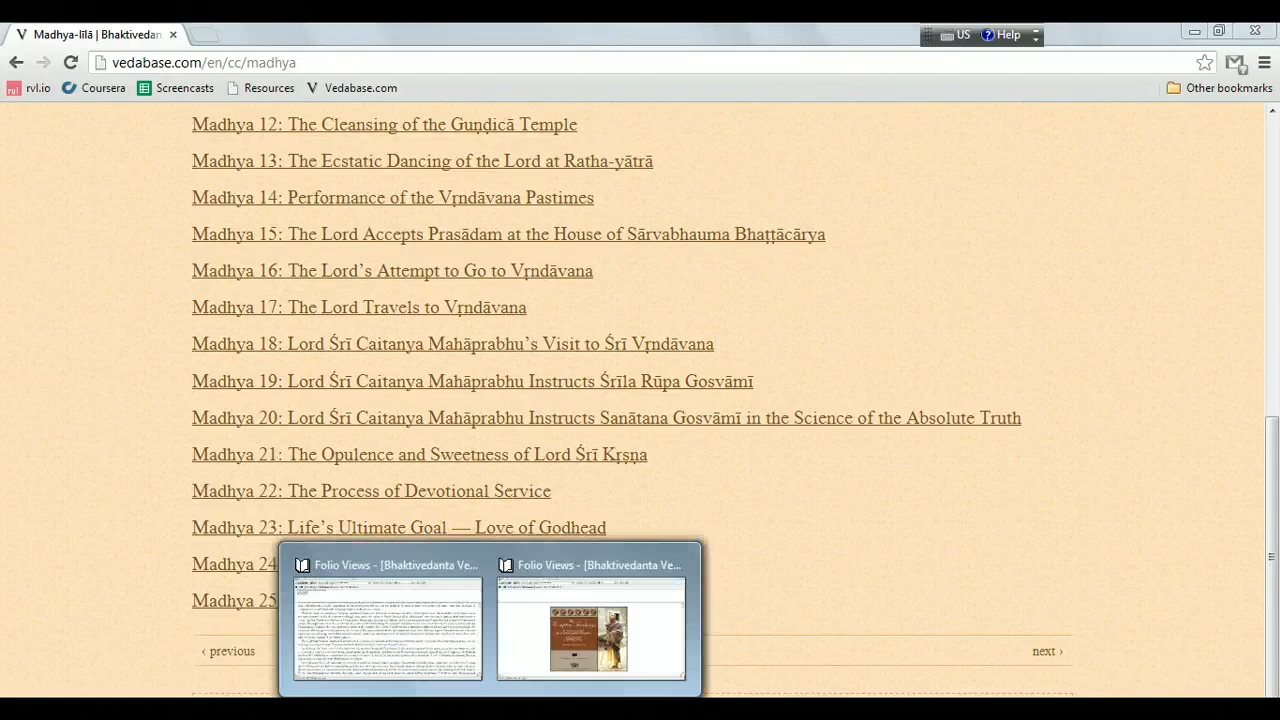 Madhya-līlā | Bhaktivedan
US
Help
vedabase.com/en/cc/madhya
rvl.io
Coursera
Screencasts
Resources
Vedabase.com
Other bookmarks
Madhya 12: The Cleansing of the Guṇḍicā Temple
Madhya 13: The Ecstatic Dancing of the Lord at Ratha-yātrā
Madhya 14: Performance of the Vṛndāvana Pastimes
Madhya 15: The Lord Accepts Prasādam at the House of Sārvabhauma Bhaṭṭācārya
Madhya 16: The Lord’s Attempt to Go to Vṛndāvana
Madhya 17: The Lord Travels to Vṛndāvana
Madhya 18: Lord Śrī Caitanya Mahāprabhu’s Visit to Śrī Vṛndāvana
Madhya 19: Lord Śrī Caitanya Mahāprabhu Instructs Śrīla Rūpa Gosvāmī
Madhya 20: Lord Śrī Caitanya Mahāprabhu Instructs Sanātana Gosvāmī in the Science of the Absolute Truth
Madhya 21: The Opulence and Sweetness of Lord Śrī Kṛṣṇa
Madhya 22: The Process of Devotional Service
Madhya 23: Life’s Ultimate Goal — Love of Godhead
Madhya 24
Madhya 25
Folio Views - [Bhaktivedanta Ve...
Folio Views - [Bhaktivedanta Ve...
‹ previous
next ›